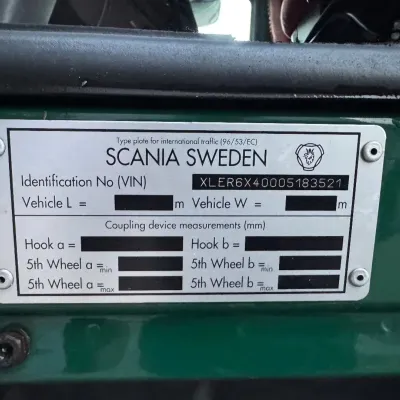 Type plate for international traffic (96/53/EC)
SCANIA SWEDEN
Identification No (VIN) XLER6X40005183521
Vehicle L = m Vehicle W = m
Coupling device measurements (mm)
Hook a = Hook b =
5th Wheel a = min 5th Wheel b = min
5th Wheel a = max 5th Wheel b = max